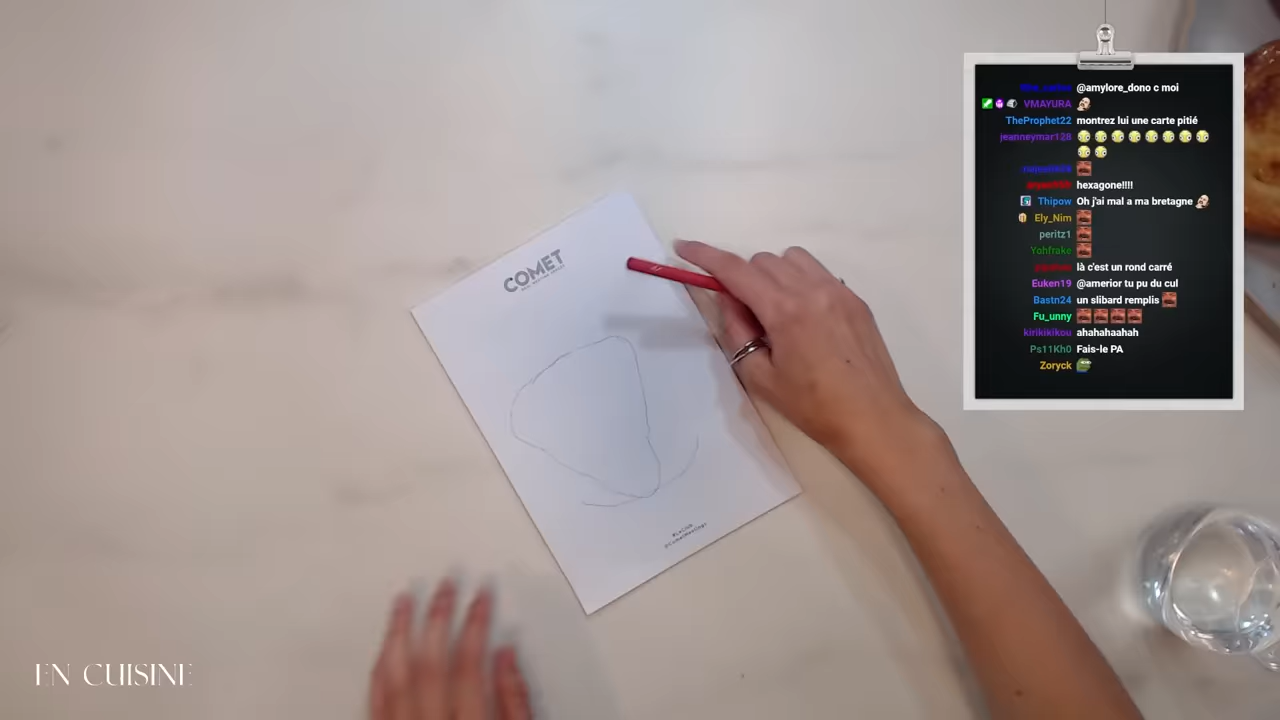 COMET
@amylore_dono c moi
VMAYURA
TheProphet22 montrez lui une carte pitié
jeanneymar128
hexagone!!!!
Thipow Oh j'ai mal a ma bretagne
Ely_Nim
peritz1
Yohfrake
là c'est un rond carré
Euken19 @amerior tu pu du cul
Bastn24 un slibard remplis
Fu_unny
kirikikikou ahahahaahah
Ps11Kh0 Fais-le PA
Zoryck
EN CUISINE